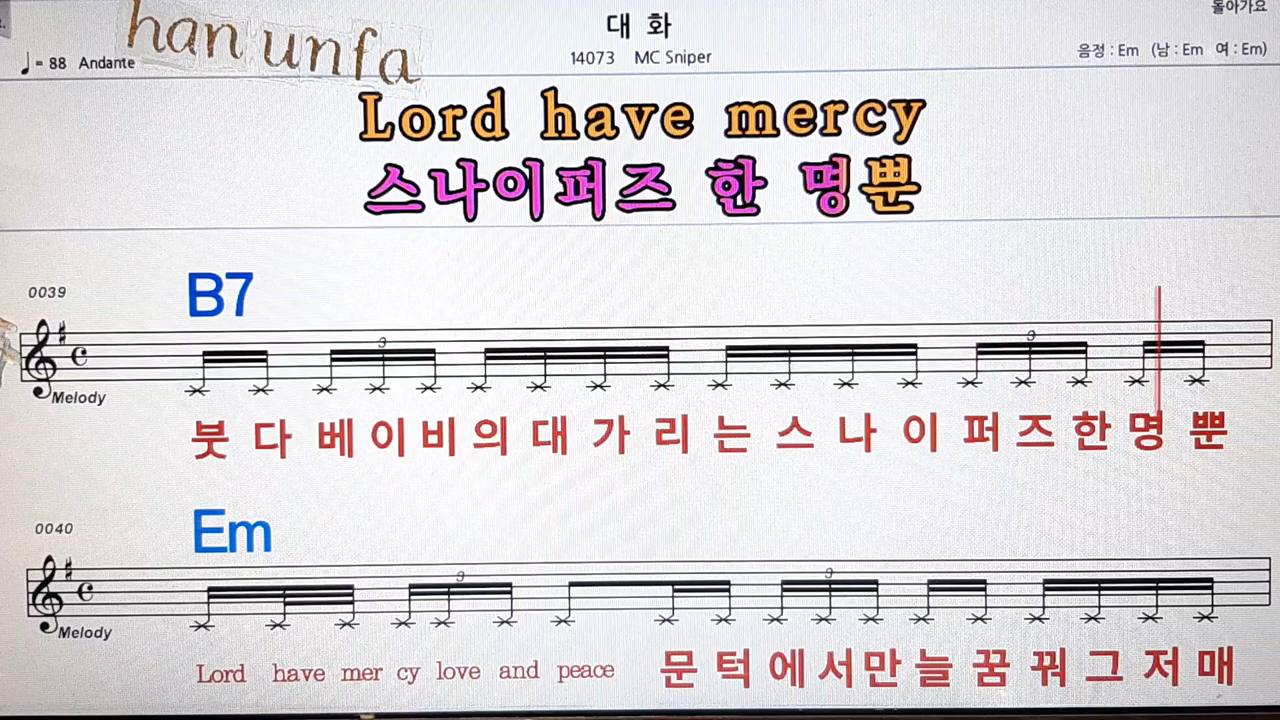 han unfa
대 화
돌아가요
♩= 88 Andante
14073 MC Sniper
음정 : Em (남 : Em 여 : Em)
Lord have mercy
스나이퍼즈 한 명뿐
B7
0039
3
3
Melody
붓 다 베 이 비 의 대 가 리 는 스 나 이 퍼 즈 한 명 뿐
Em
0040
3
3
Melody
Lord have mer cy love and peace 문 턱 에 서 만 늘 꿈 꿔 그 저 매